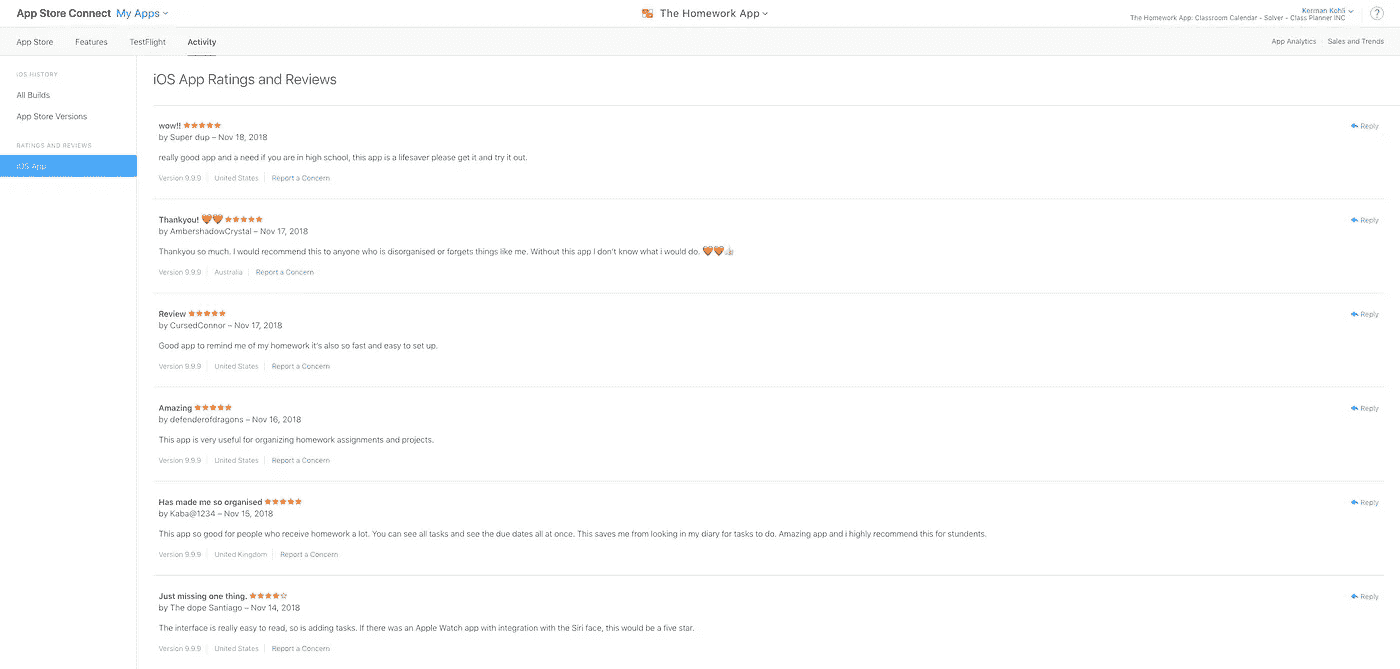 App Store Connect My Apps
The Homework App
Kerman Kohli
The Homework App: Classroom Calendar - Solver - Class Planner INC
?
App Store Features TestFlight Activity
App Analytics Sales and Trends
iOS HISTORY
All Builds
App Store Versions
RATINGS AND REVIEWS
iOS App
iOS App Ratings and Reviews
wow!! ★★★★★
Reply
by Super dup – Nov 18, 2018
really good app and a need if you are in high school, this app is a lifesaver please get it and try it out.
Version 9.9.9 United States Report a Concern
Thankyou! 🧡🧡 ★★★★★
Reply
by AmbershadowCrystal – Nov 17, 2018
Thankyou so much. I would recommend this to anyone who is disorganised or forgets things like me. Without this app I don't know what i would do. 🧡🧡👍
Version 9.9.9 Australia Report a Concern
Review ★★★★★
Reply
by CursedConnor – Nov 17, 2018
Good app to remind me of my homework it's also so fast and easy to set up.
Version 9.9.9 United States Report a Concern
Amazing ★★★★★
Reply
by defenderofdragons – Nov 16, 2018
This app is very useful for organizing homework assignments and projects.
Version 9.9.9 United States Report a Concern
Has made me so organised ★★★★★
Reply
by Kaba@1234 – Nov 15, 2018
This app so good for people who receive homework a lot. You can see all tasks and see the due dates all at once. This saves me from looking in my diary for tasks to do. Amazing app and i highly recommend this for stundents.
Version 9.9.9 United Kingdom Report a Concern
Just missing one thing. ★★★★☆
Reply
by The dope Santiago – Nov 14, 2018
The interface is really easy to read, so is adding tasks. If there was an Apple Watch app with integration with the Siri face, this would be a five star.
Version 9.9.9 United States Report a Concern